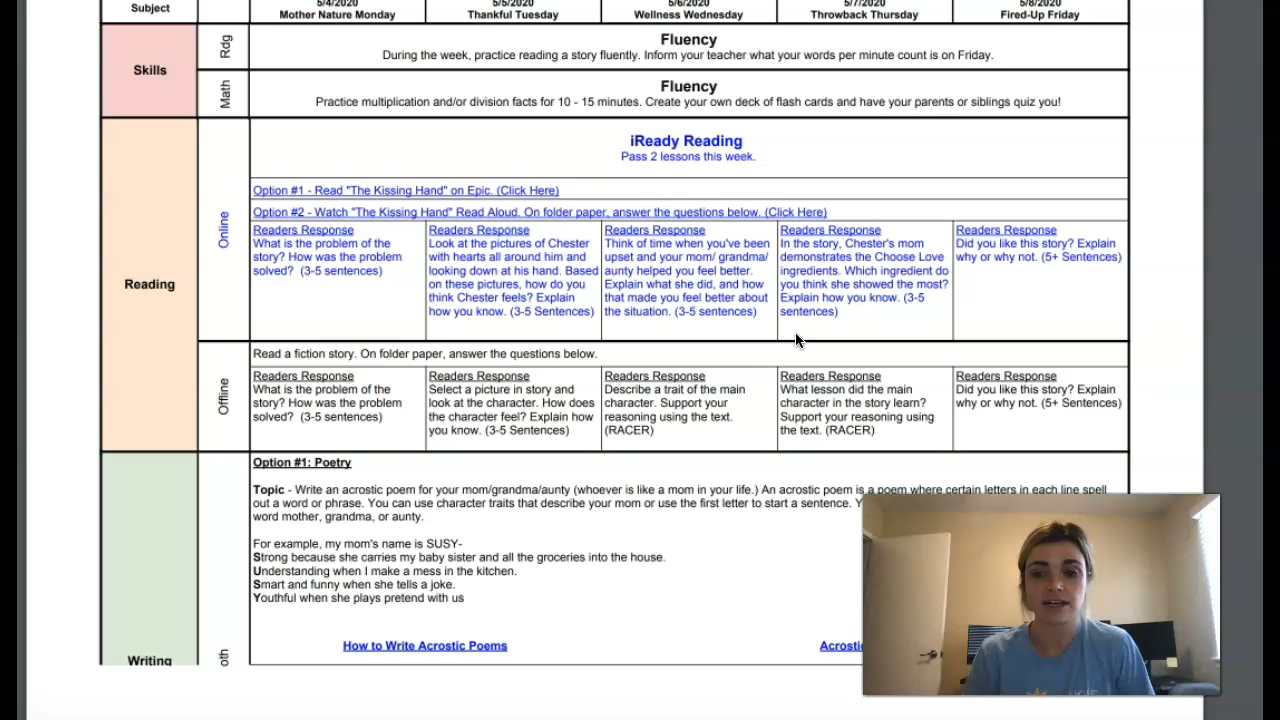 Subject
5/4/2020
Mother Nature Monday
5/5/2020
Thankful Tuesday
5/6/2020
Wellness Wednesday
5/7/2020
Throwback Thursday
5/8/2020
Fired-Up Friday
Skills
Rdg
Fluency
During the week, practice reading a story fluently. Inform your teacher what your words per minute count is on Friday.
Math
Fluency
Practice multiplication and/or division facts for 10 - 15 minutes. Create your own deck of flash cards and have your parents or siblings quiz you!
Reading
Online
iReady Reading
Pass 2 lessons this week.
Option #1 - Read "The Kissing Hand" on Epic. (Click Here)
Option #2 - Watch "The Kissing Hand" Read Aloud. On folder paper, answer the questions below. (Click Here)
Readers Response
What is the problem of the
story? How was the problem
solved? (3-5 sentences)
Readers Response
Look at the pictures of Chester
with hearts all around him and
looking down at his hand. Based
on these pictures, how do you
think Chester feels? Explain
how you know. (3-5 Sentences)
Readers Response
Think of time when you've been
upset and your mom/ grandma/
aunty helped you feel better.
Explain what she did, and how
that made you feel better about
the situation. (3-5 sentences)
Readers Response
In the story, Chester's mom
demonstrates the Choose Love
ingredients. Which ingredient do
you think she showed the most?
Explain how you know. (3-5
sentences)
Readers Response
Did you like this story? Explain
why or why not. (5+ Sentences)
Offline
Read a fiction story. On folder paper, answer the questions below.
Readers Response
What is the problem of the
story? How was the problem
solved? (3-5 sentences)
Readers Response
Select a picture in story and
look at the character. How does
the character feel? Explain how
you know. (3-5 Sentences)
Readers Response
Describe a trait of the main
character. Support your
reasoning using the text.
(RACER)
Readers Response
What lesson did the main
character in the story learn?
Support your reasoning using
the text. (RACER)
Readers Response
Did you like this story? Explain
why or why not. (5+ Sentences)
Writing
oth
Option #1: Poetry
Topic - Write an acrostic poem for your mom/grandma/aunty (whoever is like a mom in your life.) An acrostic poem is a poem where certain letters in each line spell
out a word or phrase. You can use character traits that describe your mom or use the first letter to start a sentence. Y
word mother, grandma, or aunty.
For example, my mom's name is SUSY-
Strong because she carries my baby sister and all the groceries into the house.
Understanding when I make a mess in the kitchen.
Smart and funny when she tells a joke.
Youthful when she plays pretend with us
How to Write Acrostic Poems
Acrosti